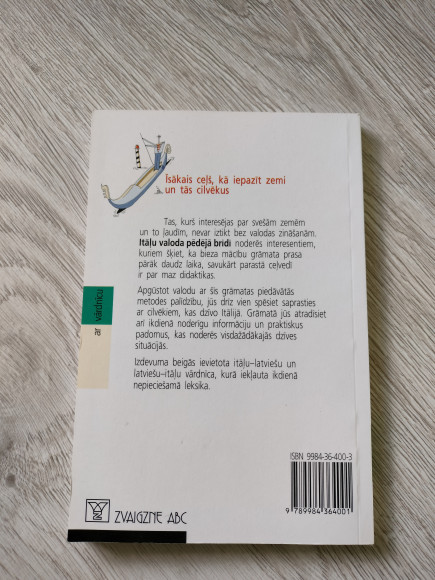 Īsākais ceļš, kā iepazīt zemi
un tās cilvēkus
Tas, kurš interesējas par svešām zemēm
un to ļaudīm, nevar iztikt bez valodas zināšanām.
Itāļu valoda pēdējā brīdī noderēs interesentiem,
kuriem šķiet, ka bieza mācību grāmata prasa
pārāk daudz laika, savukārt parastā ceļvedī
ir par maz didaktikas.
Apgūstot valodu ar šīs grāmatas piedāvātās
metodes palīdzību, jūs drīz vien spēsiet saprasties
ar cilvēkiem, kas dzīvo Itālijā. Grāmatā jūs atradīsiet
arī ikdienā noderīgu informāciju un praktiskus
padomus, kas noderēs visdažādākajās dzīves
situācijās.
Izdevuma beigās ievietota itāļu–latviešu un
latviešu–itāļu vārdnīca, kurā iekļauta ikdienā
nepieciešamā leksika.
ar vārdnīcu
ISBN 9984-36-400-3
9 789984 364001
ZVAIGZNE ABC